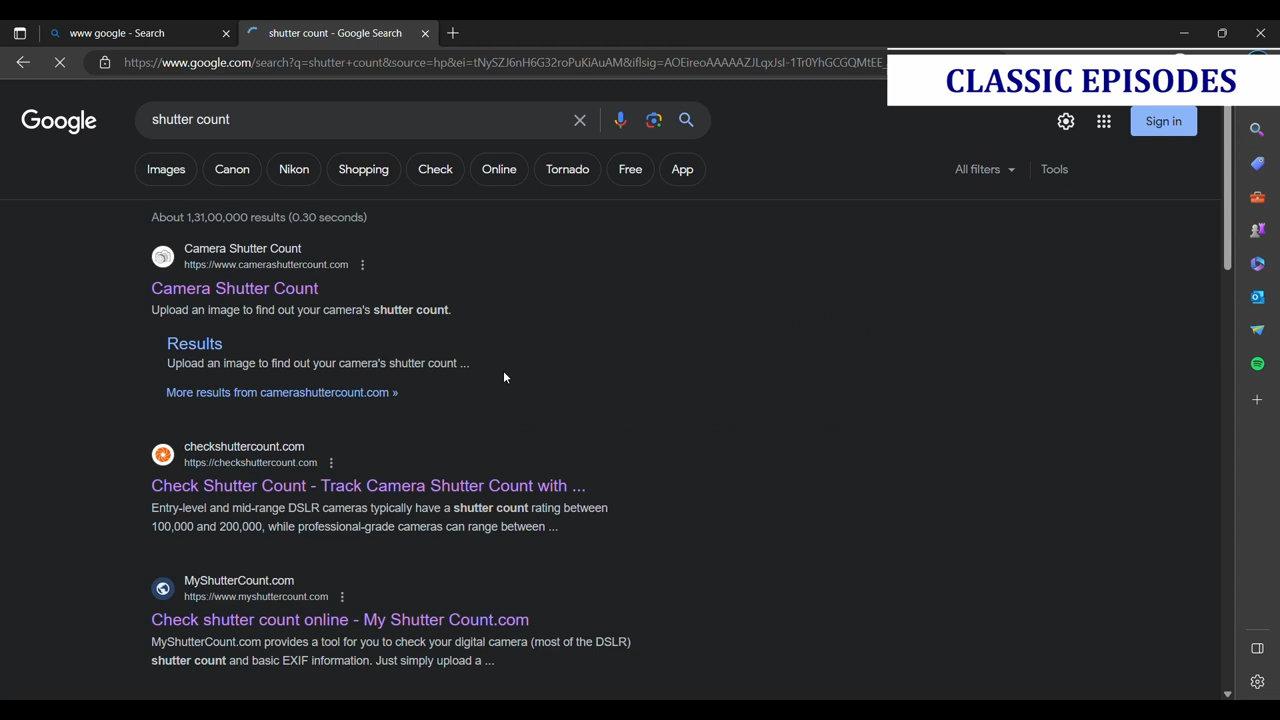 www google - Search
shutter count - Google Search
https://www.google.com/search?q=shutter+count&source=hp&ei=tNySZJ6nH6G32roPuKiAuAM&iflsig=AOEireoAAAAAZJLqxJsl-1Tr0YhGCGQMtEE_
CLASSIC EPISODES
Google
shutter count
Sign in
Images Canon Nikon Shopping Check Online Tornado Free App
All filters Tools
About 1,31,00,000 results (0.30 seconds)
Camera Shutter Count
https://www.camerashuttercount.com
Camera Shutter Count
Upload an image to find out your camera's shutter count.
Results
Upload an image to find out your camera's shutter count ...
More results from camerashuttercount.com »
checkshuttercount.com
https://checkshuttercount.com
Check Shutter Count - Track Camera Shutter Count with ...
Entry-level and mid-range DSLR cameras typically have a shutter count rating between
100,000 and 200,000, while professional-grade cameras can range between ...
MyShutterCount.com
https://www.myshuttercount.com
Check shutter count online - My Shutter Count.com
MyShutterCount.com provides a tool for you to check your digital camera (most of the DSLR)
shutter count and basic EXIF information. Just simply upload a ...